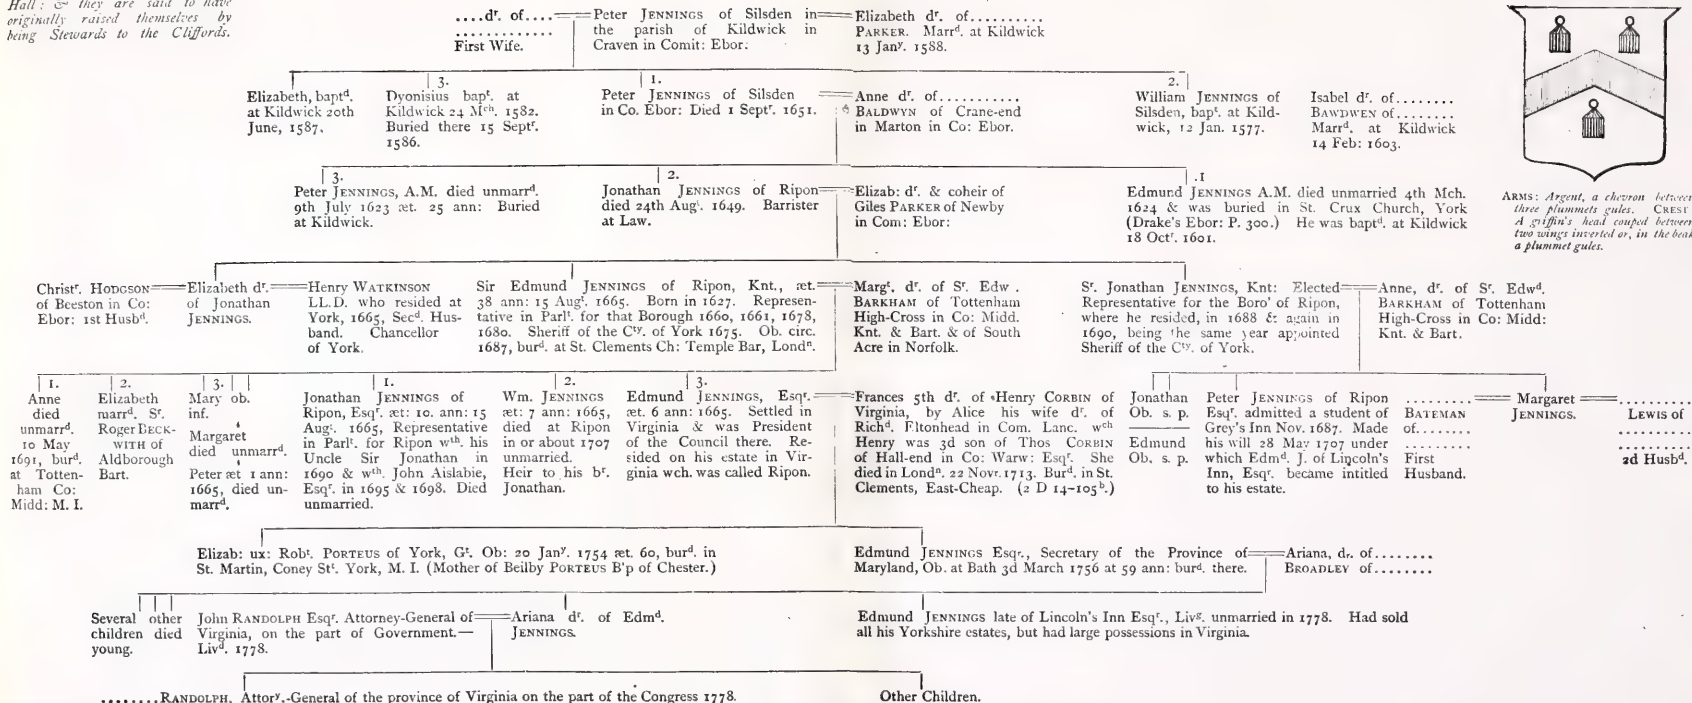 Hall: & they are said to have
originally raised themselves by
being Stewards to the Cliffords.
....dʳ. of....
.............
First Wife.
Peter JENNINGS of Silsden in
the parish of Kildwick in
Craven in Comit: Ebor:
Elizabeth dʳ. of..........
PARKER. Marrᵈ. at Kildwick
13 Janʸ. 1588.
Elizabeth, baptᵈ.
at Kildwick 20th
June, 1587.
3.
Dyonisius bapᵗ. at
Kildwick 24 Mᶜʰ. 1582.
Buried there 15 Septʳ.
1586.
1.
Peter JENNINGS of Silsden
in Co. Ebor: Died 1 Septʳ. 1651.
Anne dʳ. of...........
BALDWYN of Crane-end
in Marton in Co: Ebor.
2.
William JENNINGS of
Silsden, bapᵗ. at Kild-
wick, 12 Jan. 1577.
Isabel dʳ. of........
BAWDWEN of........
Marrᵈ. at Kildwick
14 Feb: 1603.
3.
Peter JENNINGS, A.M. died unmarrᵈ.
9th July 1623 æt. 25 ann: Buried
at Kildwick.
2.
Jonathan JENNINGS of Ripon
died 24th Augᵗ. 1649. Barrister
at Law.
Elizab: dʳ. & coheir of
Giles PARKER of Newby
in Com: Ebor:
.1
Edmund JENNINGS A.M. died unmarried 4th Mch.
1624 & was buried in St. Crux Church, York
(Drake's Ebor: P. 300.) He was baptᵈ. at Kildwick
18 Octʳ. 1601.
ARMS: Argent, a chevron between
three plummets gules. CREST
A griffin's head couped between
two wings inverted or, in the beak
a plummet gules.
Christʳ. HODGSON
of Beeston in Co:
Ebor: 1st Husbᵈ.
Elizabeth dʳ.
of Jonathan
JENNINGS.
Henry WATKINSON
LL.D. who resided at
York, 1665, Secᵈ. Hus-
band. Chancellor
of York.
Sir Edmund JENNINGS of Ripon, Knt., æt.
38 ann: 15 Augᵗ. 1665. Born in 1627. Represen-
tative in Parlᵗ. for that Borough 1660, 1661, 1678,
1680. Sheriff of the Cᵗʸ. of York 1675. Ob. circ.
1687, burᵈ. at St. Clements Ch: Temple Bar, Londⁿ.
Margᵗ. dʳ. of Sʳ. Edw .
BARKHAM of Tottenham
High-Cross in Co: Midd.
Knt. & Bart. & of South
Acre in Norfolk.
Sʳ. Jonathan JENNINGS, Knt: Elected
Representative for the Boro' of Ripon,
where he resided, in 1688 & again in
1690, being the same year appointed
Sheriff of the Cᵗʸ. of York.
Anne, dʳ. of Sʳ. Edwᵈ.
BARKHAM of Tottenham
High-Cross in Co: Midd:
Knt. & Bart.
1.
Anne
died
unmarrᵈ.
10 May
1691, burᵈ.
at Totten-
ham Co:
Midd: M. I.
2.
Elizabeth
marrᵈ. Sʳ.
Roger BECK-
WITH of
Aldborough
Bart.
3.
Mary ob.
inf.
Margaret
died unmarrᵈ.
Peter æt 1 ann:
1665, died un-
marrᵈ.
1.
Jonathan JENNINGS of
Ripon, Esqʳ. æt: 10. ann: 15
Augᵗ. 1665, Representative
in Parlᵗ. for Ripon wᵗʰ. his
Uncle Sir Jonathan in
1690 & wᵗʰ. John Aislabie,
Esqʳ. in 1695 & 1698. Died
unmarried.
2.
Wm. JENNINGS
æt: 7 ann: 1665,
died at Ripon
in or about 1707
unmarried.
Heir to his bʳ.
Jonathan.
3.
Edmund JENNINGS, Esqʳ.
æt. 6 ann: 1665. Settled in
Virginia & was President
of the Council there. Re-
sided on his estate in Vir-
ginia wch. was called Ripon.
Frances 5th dʳ. of Henry CORBIN of
Virginia, by Alice his wife dʳ. of
Richᵈ. Eltonhead in Com. Lanc. wᶜʰ
Henry was 3d son of Thos CORBIN
of Hall-end in Co: Warw: Esqʳ. She
died in Londⁿ. 22 Novr. 1713. Burᵈ. in St.
Clements, East-Cheap. (2 D 14-105ᵇ.)
Jonathan
Ob. s. p.
Edmund
Ob. s. p.
Peter JENNINGS of Ripon
Esqʳ. admitted a student of
Grey's Inn Nov. 1687. Made
his will 28 May 1707 under
which Edmᵈ. J. of Lincoln's
Inn, Esqʳ. became intitled
to his estate.
..........
BATEMAN
of........
..........
First
Husband.
Margaret
JENNINGS.
..........
LEWIS of
..........
..........
2d Husbᵈ.
Elizab: ux: Robᵗ. PORTEUS of York, Gᵗ. Ob: 20 Janʸ. 1754 æt. 60, burᵈ. in
St. Martin, Coney Stᵗ. York, M. I. (Mother of Beilby PORTEUS B'p of Chester.)
Edmund JENNINGS Esqʳ., Secretary of the Province of
Maryland, Ob. at Bath 3d March 1756 at 59 ann: burᵈ. there.
Ariana, dr. of........
BROADLEY of........
Several other
children died
young.
John RANDOLPH Esqʳ. Attorney-General of
Virginia, on the part of Government.—
Livᵈ. 1778.
Ariana dʳ. of Edmᵈ.
JENNINGS.
Edmund JENNINGS late of Lincoln's Inn Esqʳ., Livᵍ. unmarried in 1778. Had sold
all his Yorkshire estates, but had large possessions in Virginia.
........RANDOLPH, Attorʸ.-General of the province of Virginia on the part of the Congress 1778.
Other Children.